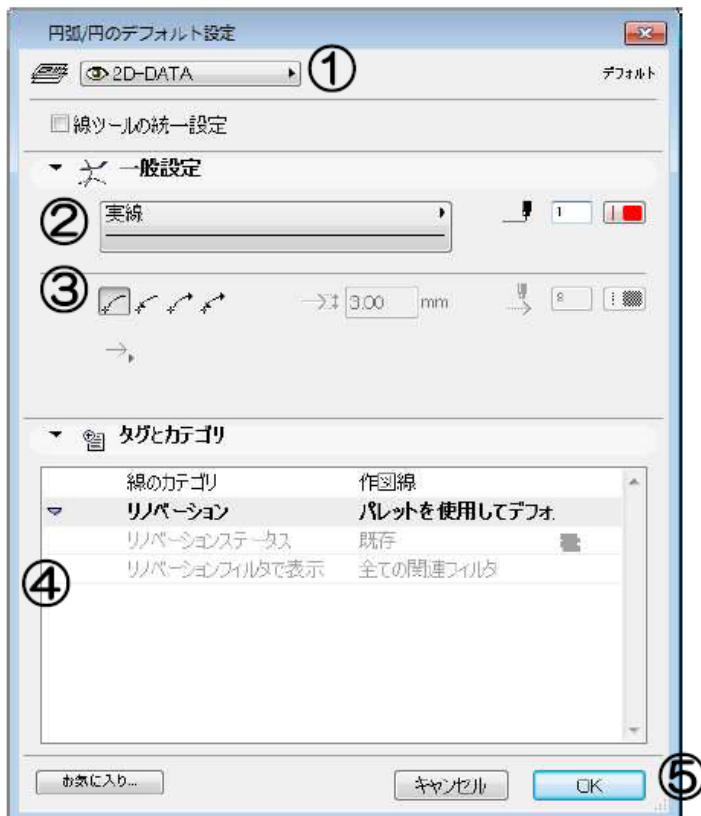 円弧/円のデフォルト設定
2D-DATA ① デフォルト
線ツールの統一設定
一般設定
② 実線 1
③ 3.00 mm 8
タグとカテゴリ
線のカテゴリ 作図線
リノベーション パレットを使用してデフォ.
リノベーションステータス 既存
リノベーションフィルタで表示 全ての関連フィルタ
④
お気に入り... キャンセル OK ⑤